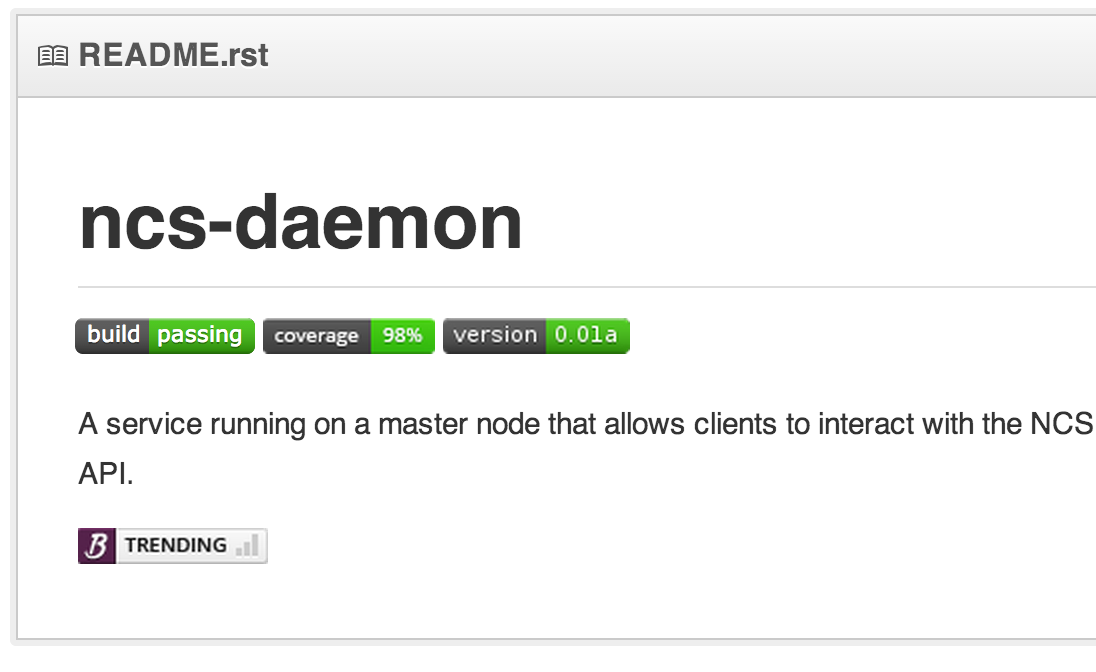 README.rst
ncs-daemon
build passing coverage 98% version 0.01a
A service running on a master node that allows clients to interact with the NCS
API.
B TRENDING